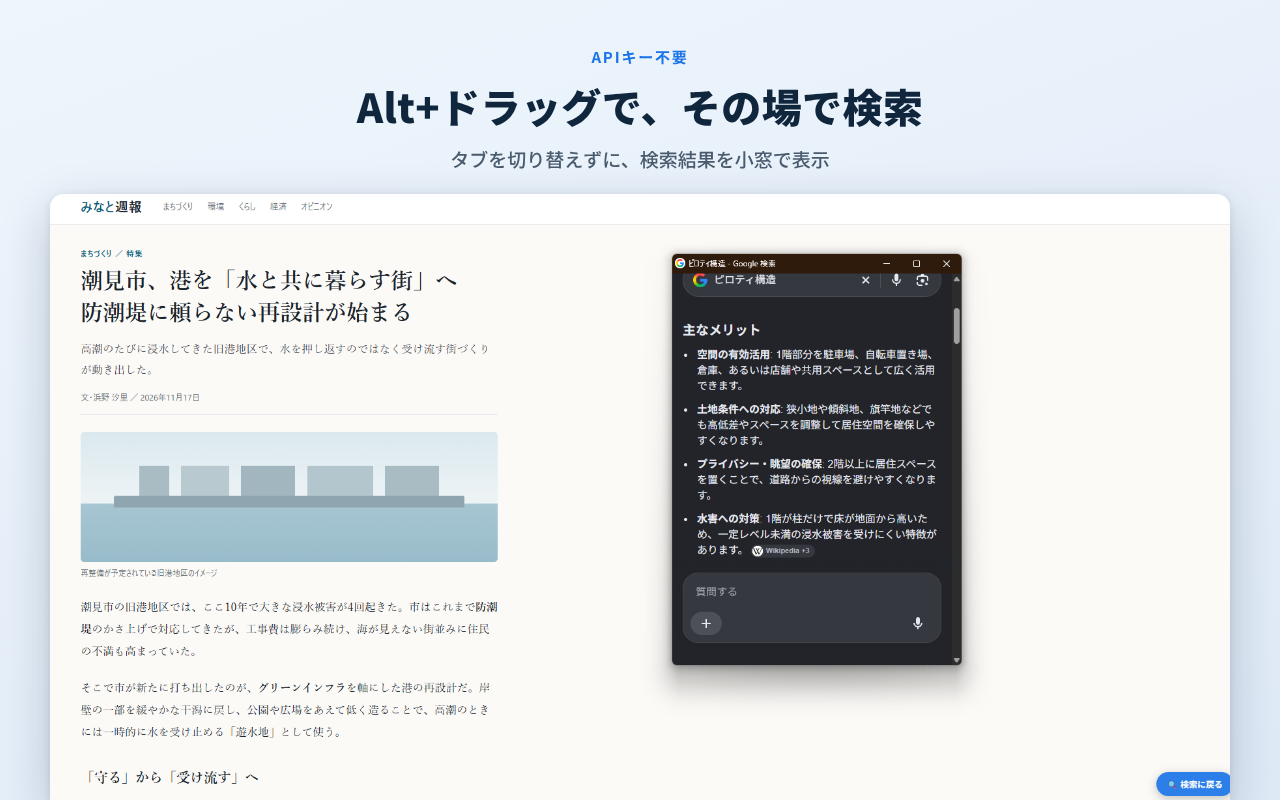 APIキー不要
Alt+ドラッグで、その場で検索
タブを切り替えずに、検索結果を小窓で表示
みなと週報 まちづくり 環境 くらし 経済 オピニオン
まちづくり ／ 特集
潮見市、港を「水と共に暮らす街」へ
防潮堤に頼らない再設計が始まる
高潮のたびに浸水してきた旧港地区で、水を押し返すのではなく受け流す街づくり
が動き出した。
文・浜野 汐里 ／ 2026年11月17日
再整備が予定されている旧港地区のイメージ
潮見市の旧港地区では、ここ10年で大きな浸水被害が4回起きた。市はこれまで防潮
堤のかさ上げで対応してきたが、工事費は膨らみ続け、海が見えない街並みに住民
の不満も高まっていた。
そこで市が新たに打ち出したのが、グリーンインフラを軸にした港の再設計だ。岸
壁の一部を緩やかな干潟に戻し、公園や広場をあえて低く造ることで、高潮のとき
には一時的に水を受け止める「遊水地」として使う。
「守る」から「受け流す」へ
ピロティ構造 - Google 検索
ピロティ構造
主なメリット
• 空間の有効活用: 1階部分を駐車場、自転車置き場、
倉庫、あるいは店舗や共用スペースとして広く活用
できます。
• 土地条件への対応: 狭小地や傾斜地、旗竿地などで
も高低差やスペースを調整して居住空間を確保しや
すくなります。
• プライバシー・眺望の確保: 2階以上に居住スペース
を置くことで、道路からの視線を避けやすくなりま
す。
• 水害への対策: 1階が柱だけで床が地面から高いた
め、一定レベル未満の浸水被害を受けにくい特徴が
あります。 Wikipedia +3
質問する
検索に戻る